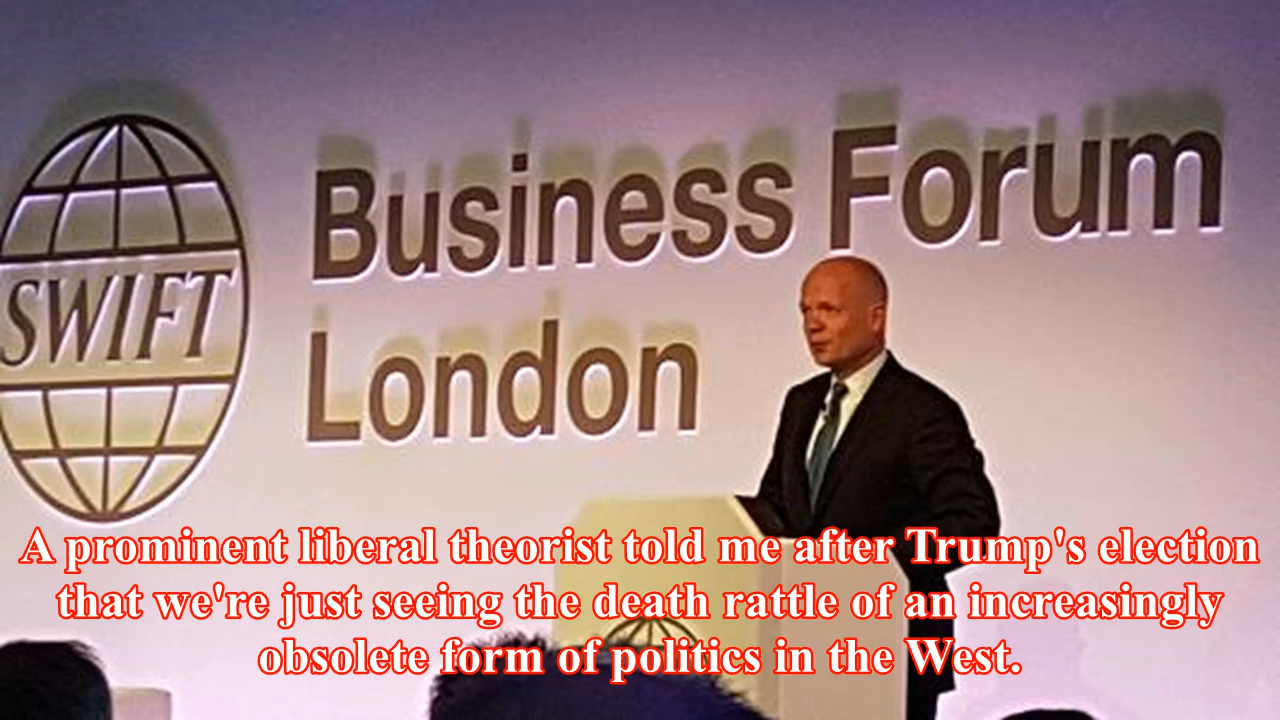 Business Forum
London
SWIFT
A prominent liberal theorist told me after Trump's election
that we're just seeing the death rattle of an increasingly
obsolete form of politics in the West.